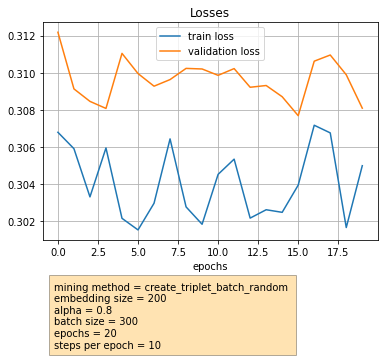 Losses
train loss
validation loss
0.312
0.310
0.308
0.306
0.304
0.302
0.0 2.5 5.0 7.5 10.0 12.5 15.0 17.5
epochs
mining method = create_triplet_batch_random
embedding size = 200
alpha = 0.8
batch size = 300
epochs = 20
steps per epoch = 10